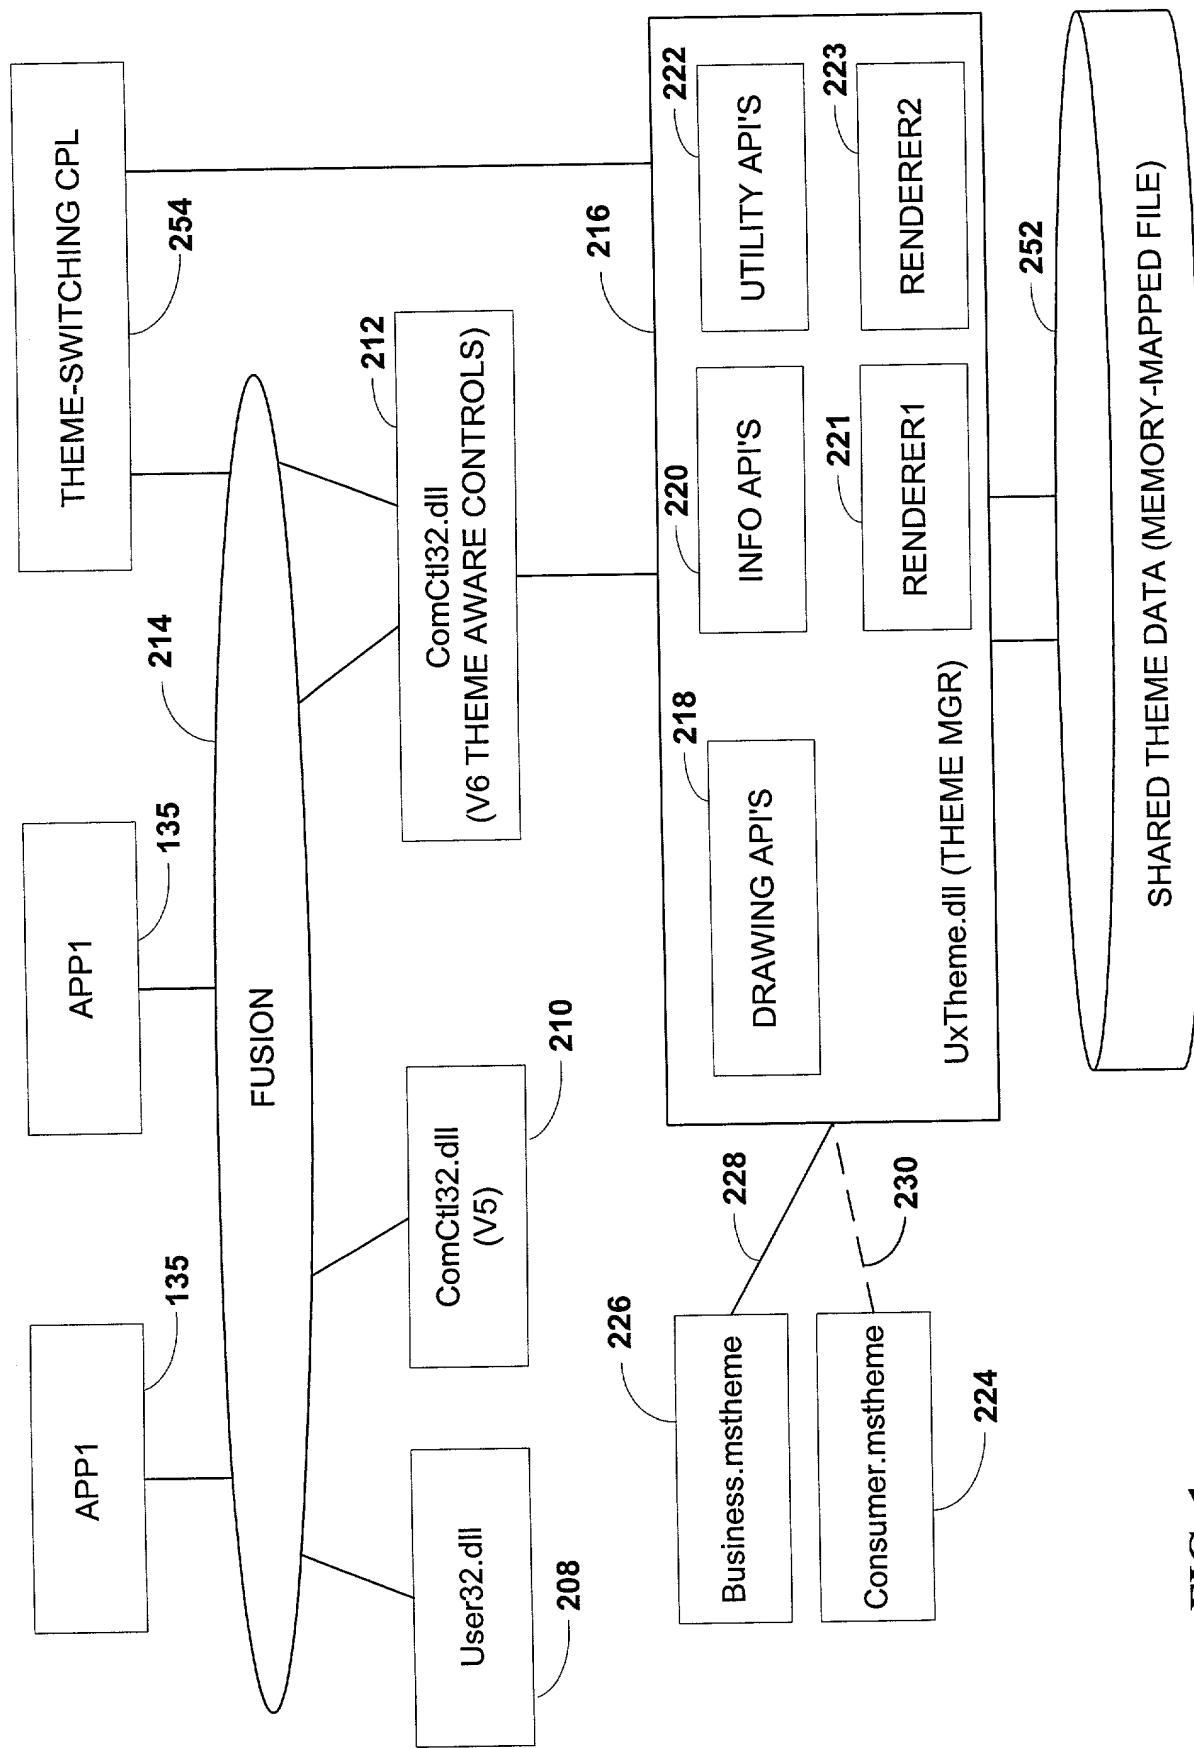 APP1
135
APP1
135
THEME-SWITCHING CPL
254
214
FUSION
User32.dll
208
ComCtl32.dll
(V5)
210
ComCtl32.dll
(V6 THEME AWARE CONTROLS)
212
216
Business.mstheme
226
Consumer.mstheme
224
228
230
DRAWING API'S
218
INFO API'S
220
UTILITY API'S
222
RENDERER1
221
RENDERER2
223
UxTheme.dll (THEME MGR)
252
SHARED THEME DATA (MEMORY-MAPPED FILE)